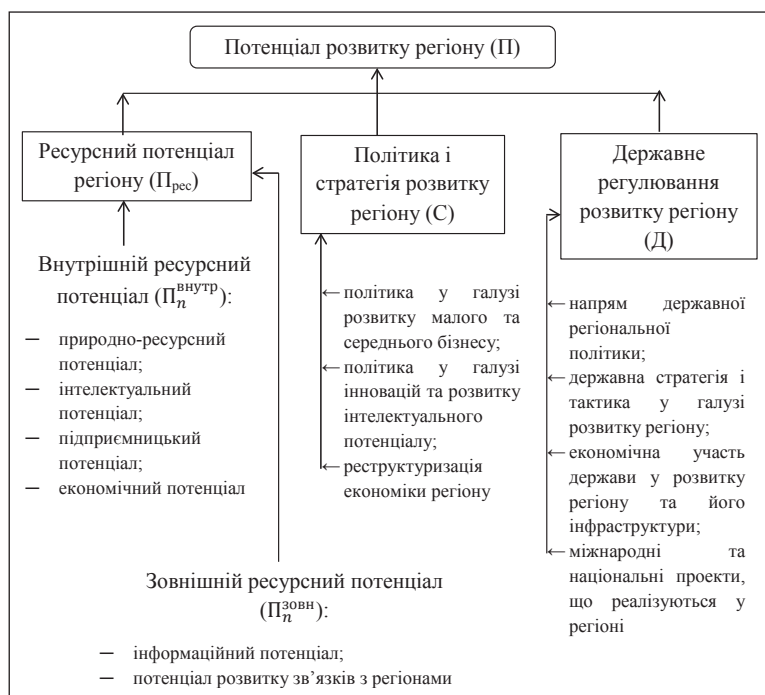 Потенціал розвитку регіону (П)
Ресурсний потенціал
регіону (Прес)
Політика і
стратегія розвитку
регіону (С)
Державне
регулювання
розвитку регіону
(Д)
Внутрішній ресурсний
потенціал (Пₙвнутр):
— природно-ресурсний
потенціал;
— інтелектуальний
потенціал;
— підприємницький
потенціал;
— економічний потенціал
політика у галузі
розвитку малого та
середнього бізнесу;
політика у галузі
інновацій та розвитку
інтелектуального
потенціалу;
реструктуризація
економіки регіону
напрям державної
регіональної
політики;
державна стратегія і
тактика у галузі
розвитку регіону;
економічна участь
держави у розвитку
регіону та його
інфраструктури;
міжнародні та
національні проекти,
що реалізуються у
регіоні
Зовнішній ресурсний потенціал
(Пₙзовн):
— інформаційний потенціал;
— потенціал розвитку зв’язків з регіонами